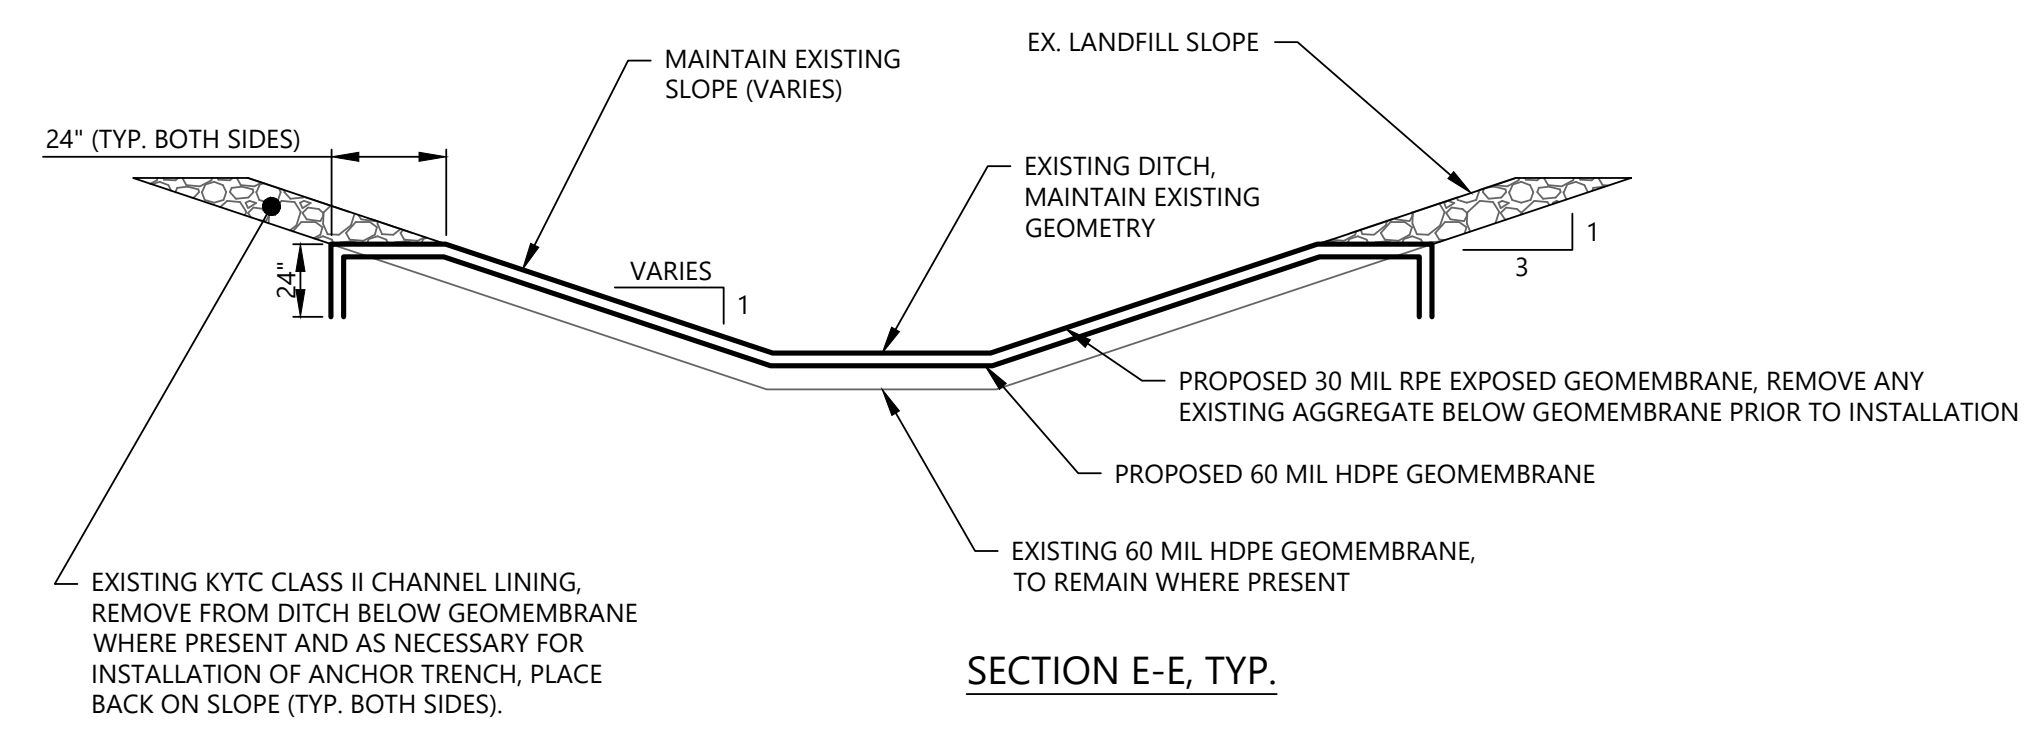 EX. LANDFILL SLOPE
MAINTAIN EXISTING
SLOPE (VARIES)
24" (TYP. BOTH SIDES)
EXISTING DITCH,
MAINTAIN EXISTING
GEOMETRY
1
3
24"
VARIES
1
PROPOSED 30 MIL RPE EXPOSED GEOMEMBRANE, REMOVE ANY
EXISTING AGGREGATE BELOW GEOMEMBRANE PRIOR TO INSTALLATION
PROPOSED 60 MIL HDPE GEOMEMBRANE
EXISTING 60 MIL HDPE GEOMEMBRANE,
TO REMAIN WHERE PRESENT
EXISTING KYTC CLASS II CHANNEL LINING,
REMOVE FROM DITCH BELOW GEOMEMBRANE
WHERE PRESENT AND AS NECESSARY FOR
INSTALLATION OF ANCHOR TRENCH, PLACE
BACK ON SLOPE (TYP. BOTH SIDES).
SECTION E-E, TYP.